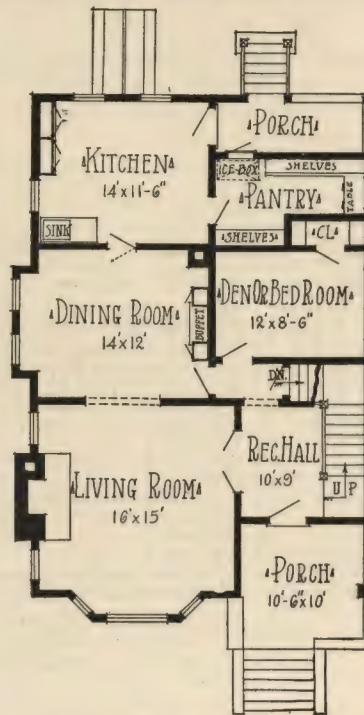 PORCH
KITCHEN
14'x11'-6"
ICE-BOX
SHELVES
PANTRY
TABLE
SINK
SHELVES
CL
DINING ROOM
14'x12'
BUFFET
DEN OR BED ROOM
12'x8'-6"
DN.
REC. HALL
10'x9'
LIVING ROOM
16'x15'
UP
PORCH
10'-6"x10'